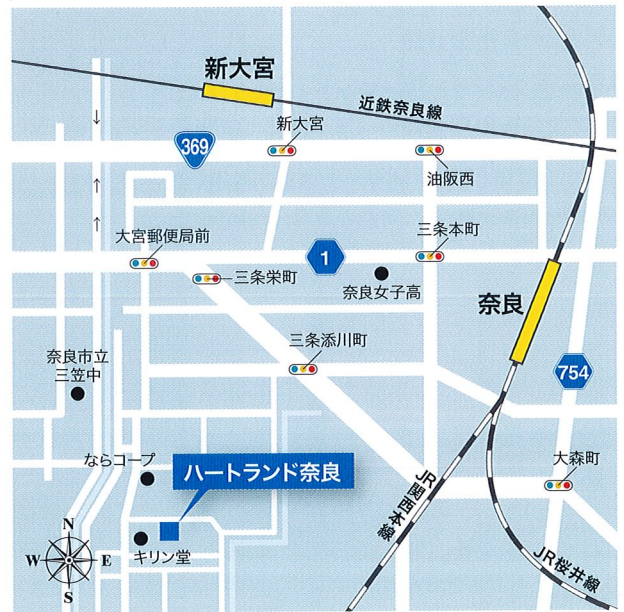 新大宮
近鉄奈良線
新大宮
369
油阪西
大宮郵便局前
三条本町
三条栄町
1
奈良女子高
奈良
三条添川町
奈良市立
三笠中
754
ならコープ
ハートランド奈良
大森町
JR関西本線
キリン堂
JR桜井線
N
W
E
S